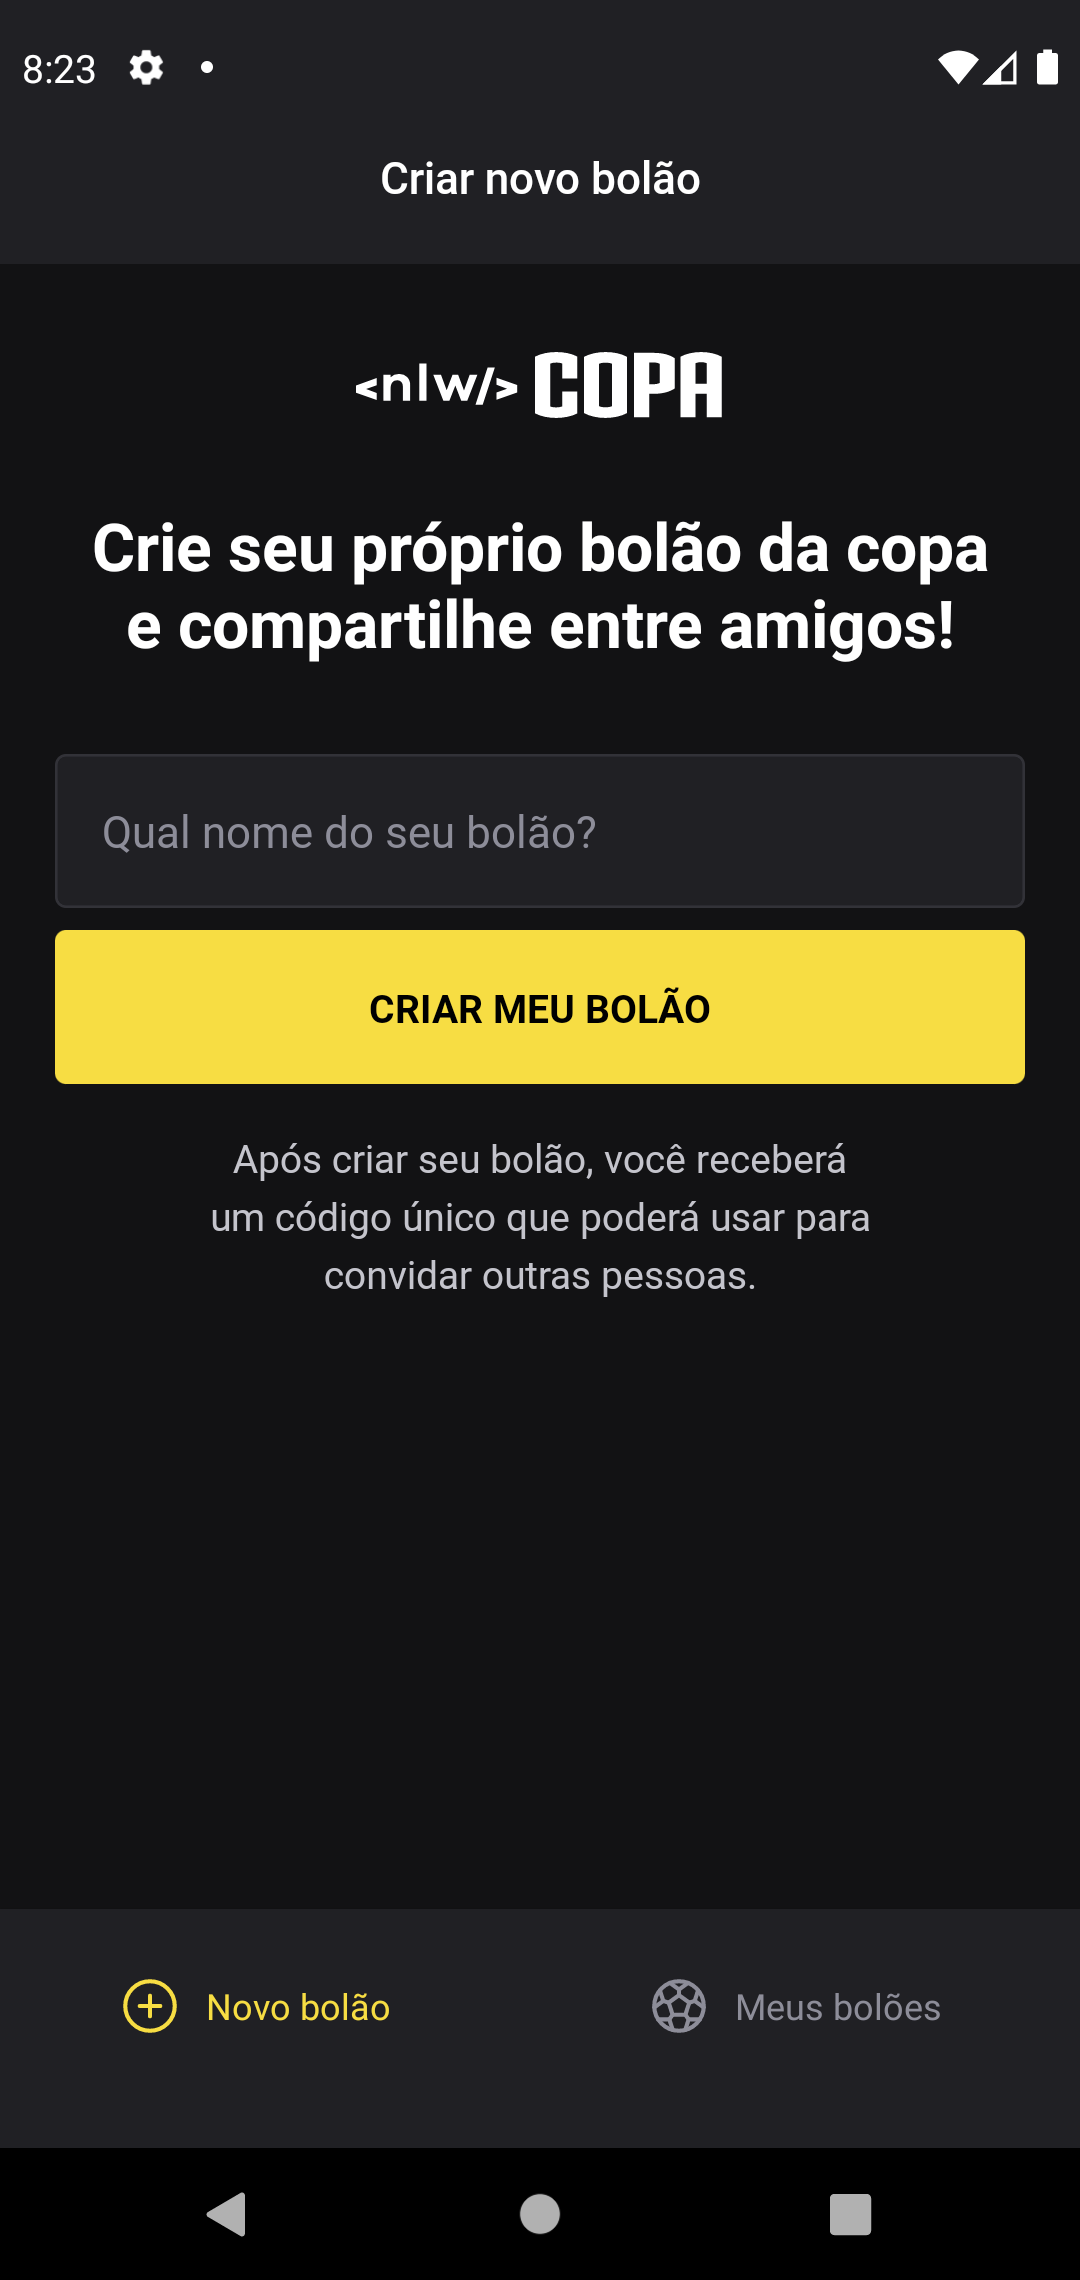 8:23
Criar novo bolão
<nlw/> COPA
Crie seu próprio bolão da copa
e compartilhe entre amigos!
Qual nome do seu bolão?
CRIAR MEU BOLÃO
Após criar seu bolão, você receberá
um código único que poderá usar para
convidar outras pessoas.
Novo bolão
Meus bolões